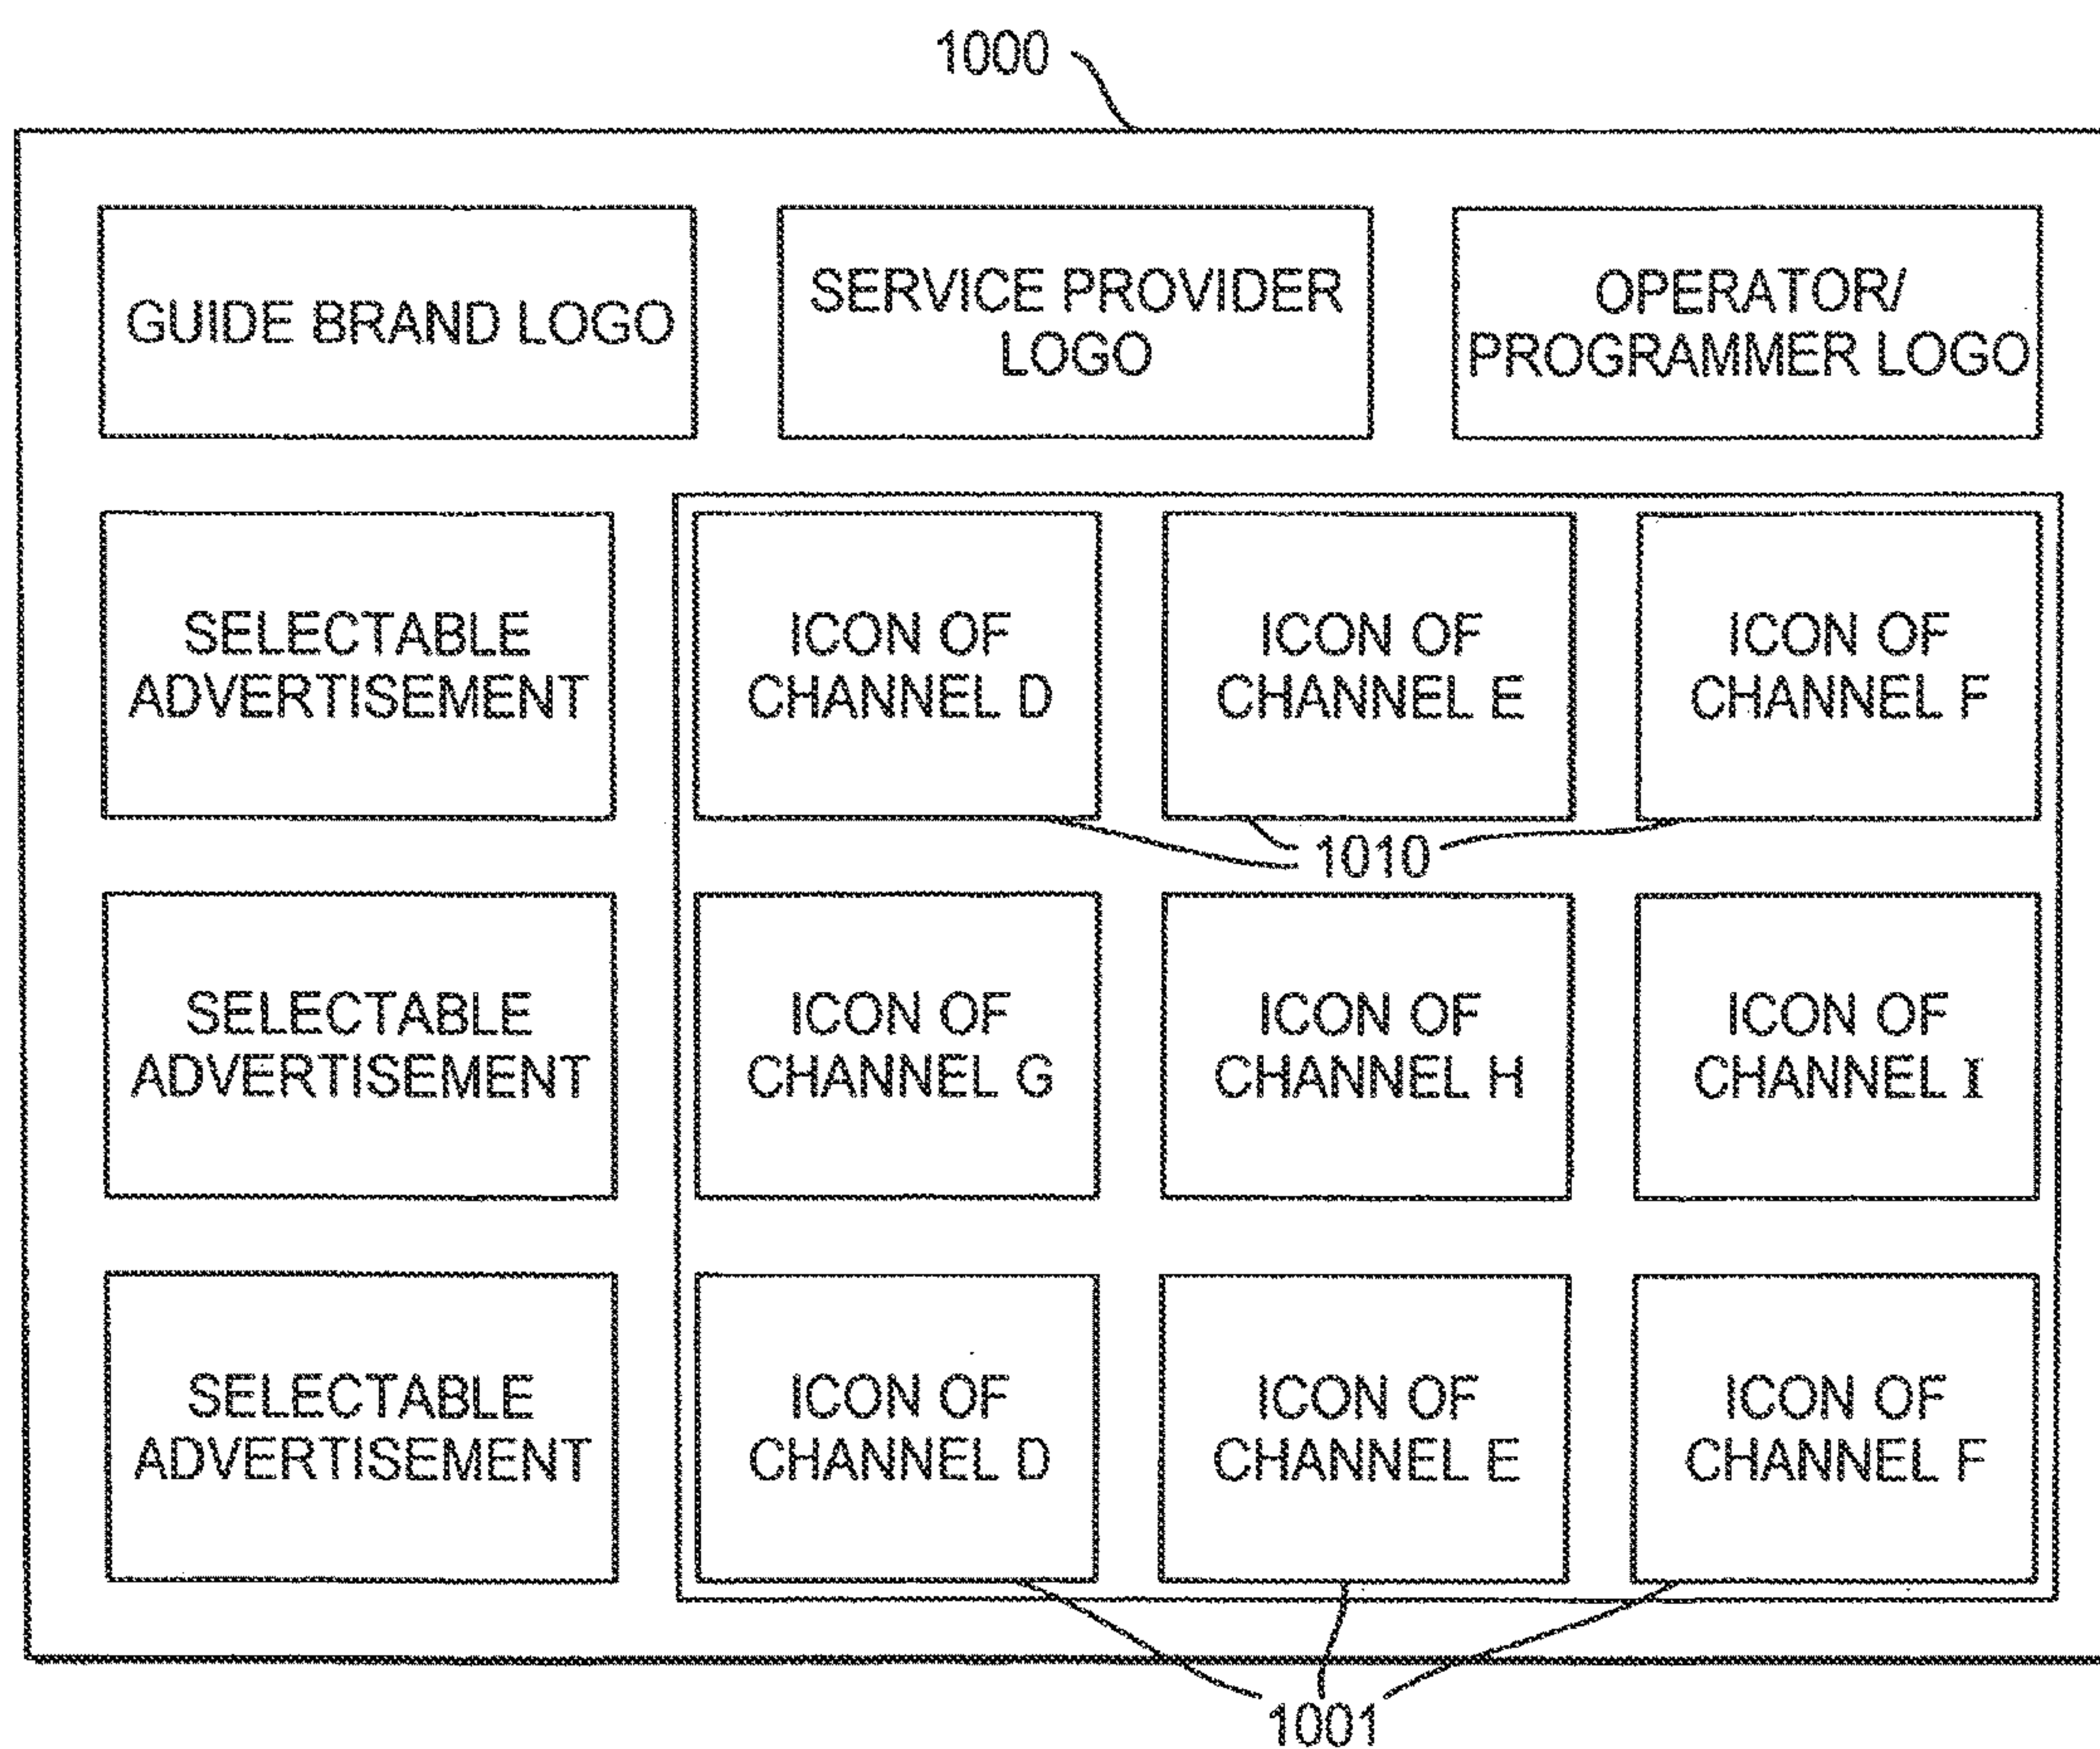 1000
GUIDE BRAND LOGO
SERVICE PROVIDER
LOGO
OPERATOR/
PROGRAMMER LOGO
SELECTABLE
ADVERTISEMENT
ICON OF
CHANNEL D
ICON OF
CHANNEL E
ICON OF
CHANNEL F
1010
SELECTABLE
ADVERTISEMENT
ICON OF
CHANNEL G
ICON OF
CHANNEL H
ICON OF
CHANNEL I
SELECTABLE
ADVERTISEMENT
ICON OF
CHANNEL D
ICON OF
CHANNEL E
ICON OF
CHANNEL F
1001